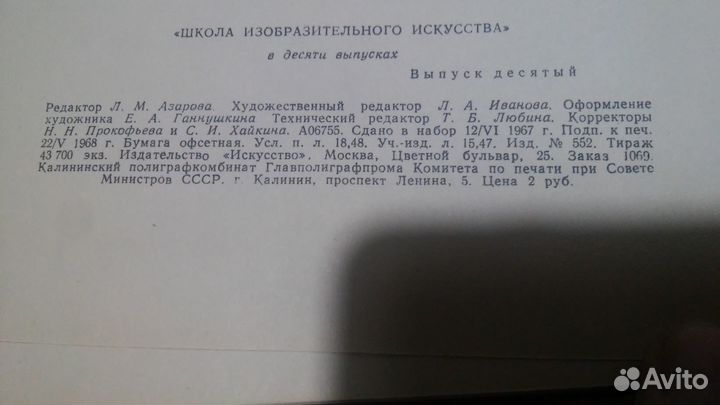 «ШКОЛА ИЗОБРАЗИТЕЛЬНОГО ИСКУССТВА»
в десяти выпусках
Выпуск десятый
Редактор Л. М. Азарова. Художественный редактор Л. А. Иванова. Оформление
художника Е. А. Ганнушкина Технический редактор Т. Б. Любина. Корректоры
Н. Н. Прокофьева и С. И. Хайкина. А06755. Сдано в набор 12/VI 1967 г. Подп. к печ.
22/V 1968 г. Бумага офсетная. Усл. п. л. 18,48. Уч.-изд. л. 15,47. Изд. № 552. Тираж
43 700 экз. Издательство «Искусство». Москва, Цветной бульвар, 25. Заказ 1069.
Калининский полиграфкомбинат Главполиграфпрома Комитета по печати при Совете
Министров СССР. г. Калинин, проспект Ленина, 5. Цена 2 руб.
Avito